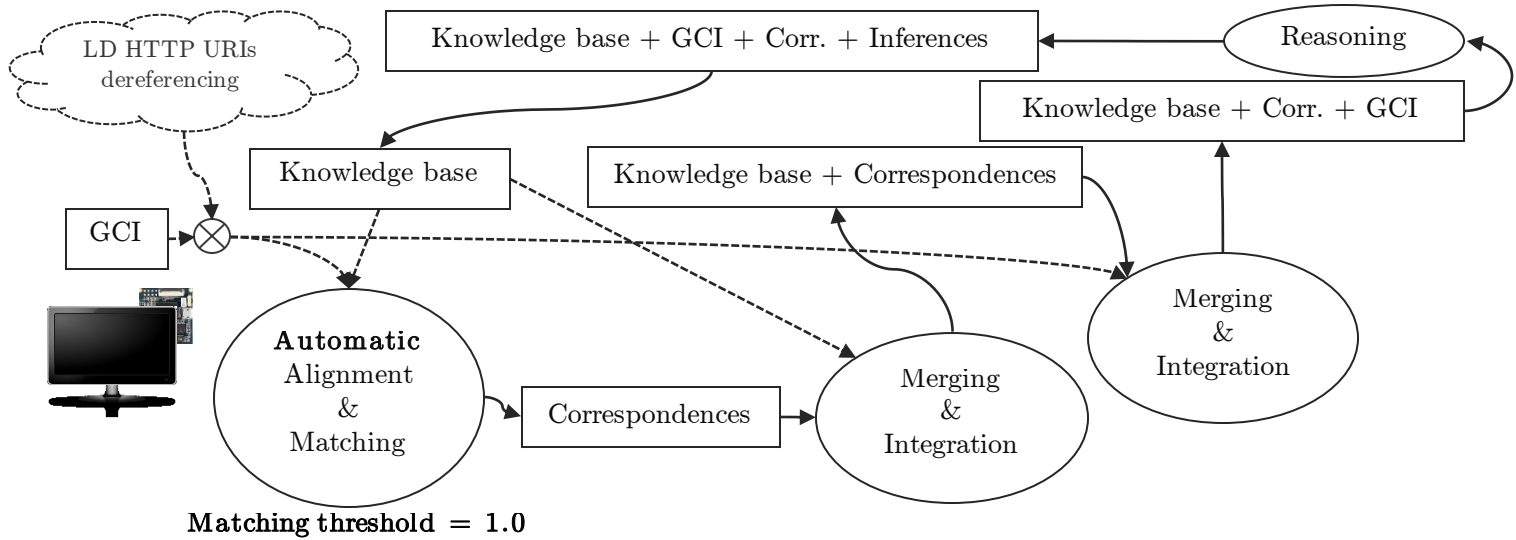 LD HTTP URIs
dereferencing
Knowledge base + GCI + Corr. + Inferences
Reasoning
Knowledge base + Corr. + GCI
Knowledge base
Knowledge base + Correspondences
GCI
Automatic
Alignment
&
Matching
Correspondences
Merging
&
Integration
Merging
&
Integration
Matching threshold = 1.0